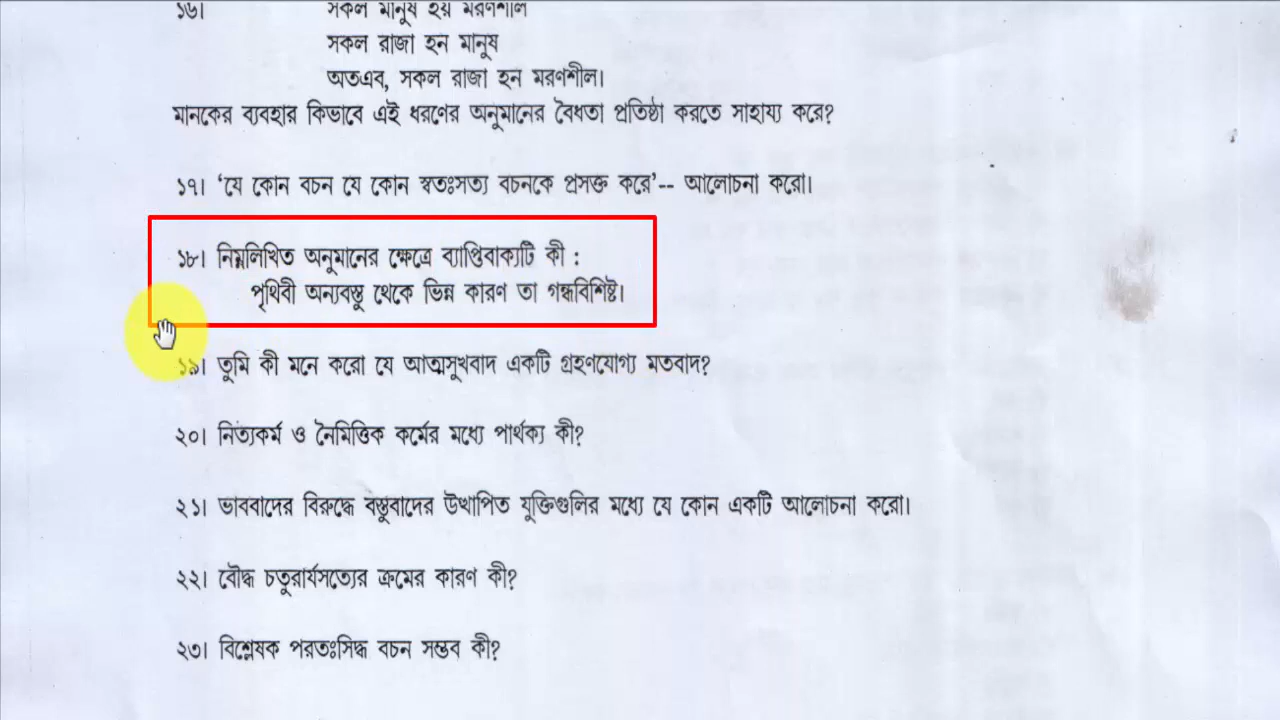 ১৬। সকল মানুষ হয় মরণশীল
সকল রাজা হন মানুষ
অতএব, সকল রাজা হন মরণশীল।
মানকের ব্যবহার কিভাবে এই ধরণের অনুমানের বৈধতা প্রতিষ্ঠা করতে সাহায্য করে?
১৭। ‘যে কোন বচন যে কোন স্বতঃসত্য বচনকে প্রসক্ত করে’-- আলোচনা করো।
১৮। নিম্নলিখিত অনুমানের ক্ষেত্রে ব্যাপ্তিবাক্যটি কী :
পৃথিবী অন্যবস্তু থেকে ভিন্ন কারণ তা গন্ধবিশিষ্ট।
১৯। তুমি কী মনে করো যে আত্মসুখবাদ একটি গ্রহণযোগ্য মতবাদ?
২০। নিত্যকর্ম ও নৈমিত্তিক কর্মের মধ্যে পার্থক্য কী?
২১। ভাববাদের বিরুদ্ধে বস্তুবাদের উত্থাপিত যুক্তিগুলির মধ্যে যে কোন একটি আলোচনা করো।
২২। বৌদ্ধ চতুরার্যসত্যের ক্রমের কারণ কী?
২৩। বিশ্লেষক পরতঃসিদ্ধ বচন সম্ভব কী?